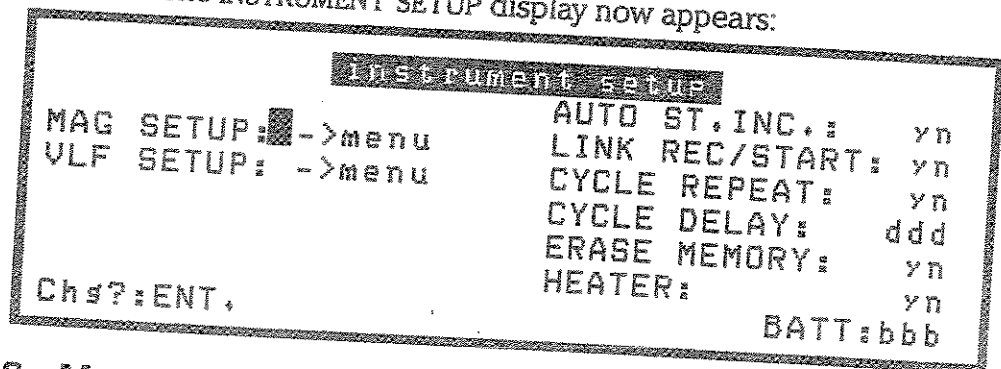 INSTRUMENT SETUP display now appears:
instrument setup
MAG SETUP: ->menu
VLF SETUP: ->menu
AUTO ST.INC.: yn
LINK REC/START: yn
CYCLE REPEAT: yn
CYCLE DELAY: ddd
ERASE MEMORY: yn
HEATER: yn
Chg?:ENT.
BATT:bbb